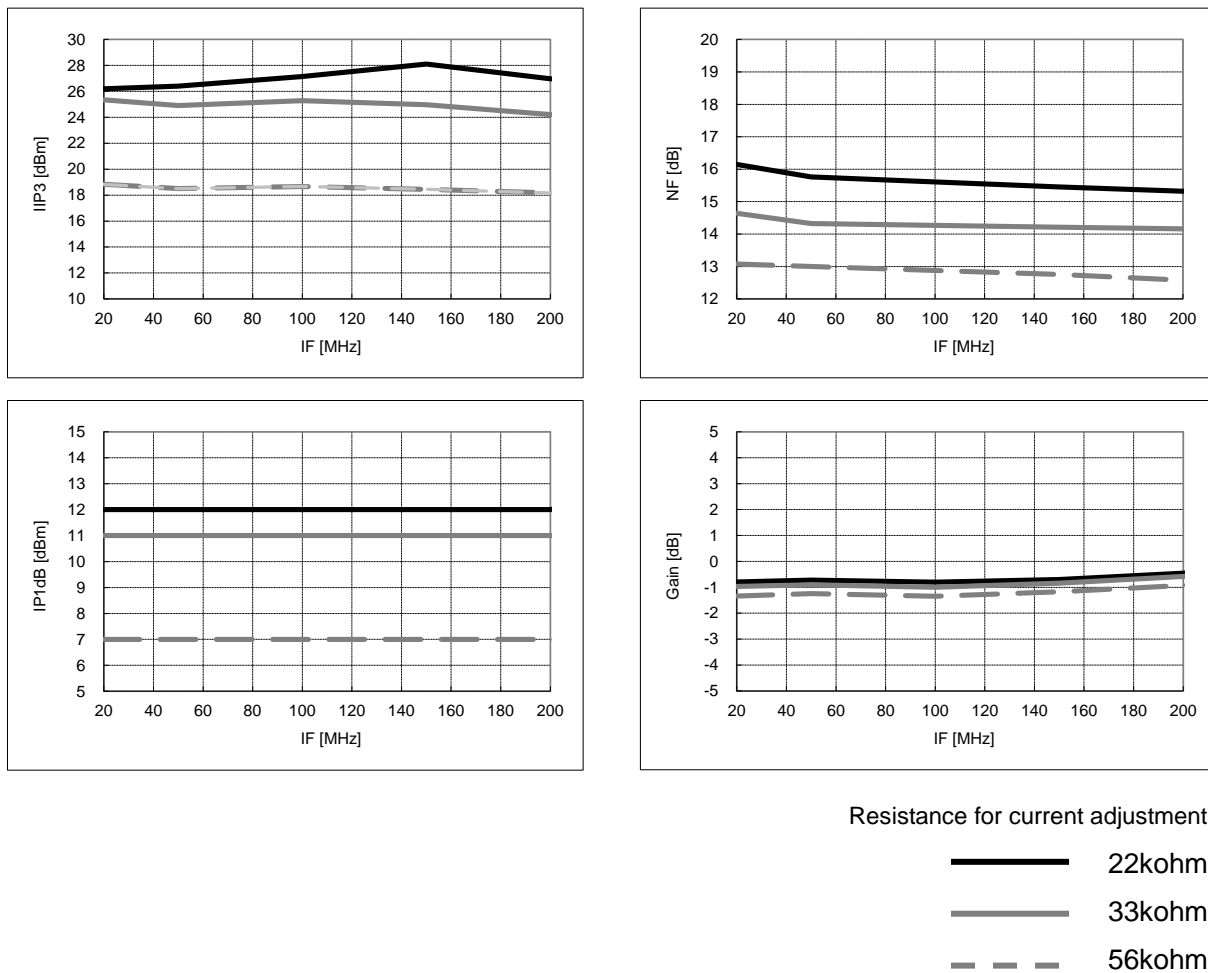 30
28
26
24
22
20
18
16
14
12
10
IIP3 [dBm]
20 40 60 80 100 120 140 160 180 200
IF [MHz]
20
19
18
17
16
15
14
13
12
NF [dB]
20 40 60 80 100 120 140 160 180 200
IF [MHz]
15
14
13
12
11
10
9
8
7
6
5
IP1dB [dBm]
20 40 60 80 100 120 140 160 180 200
IF [MHz]
5
4
3
2
1
0
-1
-2
-3
-4
-5
Gain [dB]
20 40 60 80 100 120 140 160 180 200
IF [MHz]
Resistance for current adjustment
22kohm
33kohm
56kohm